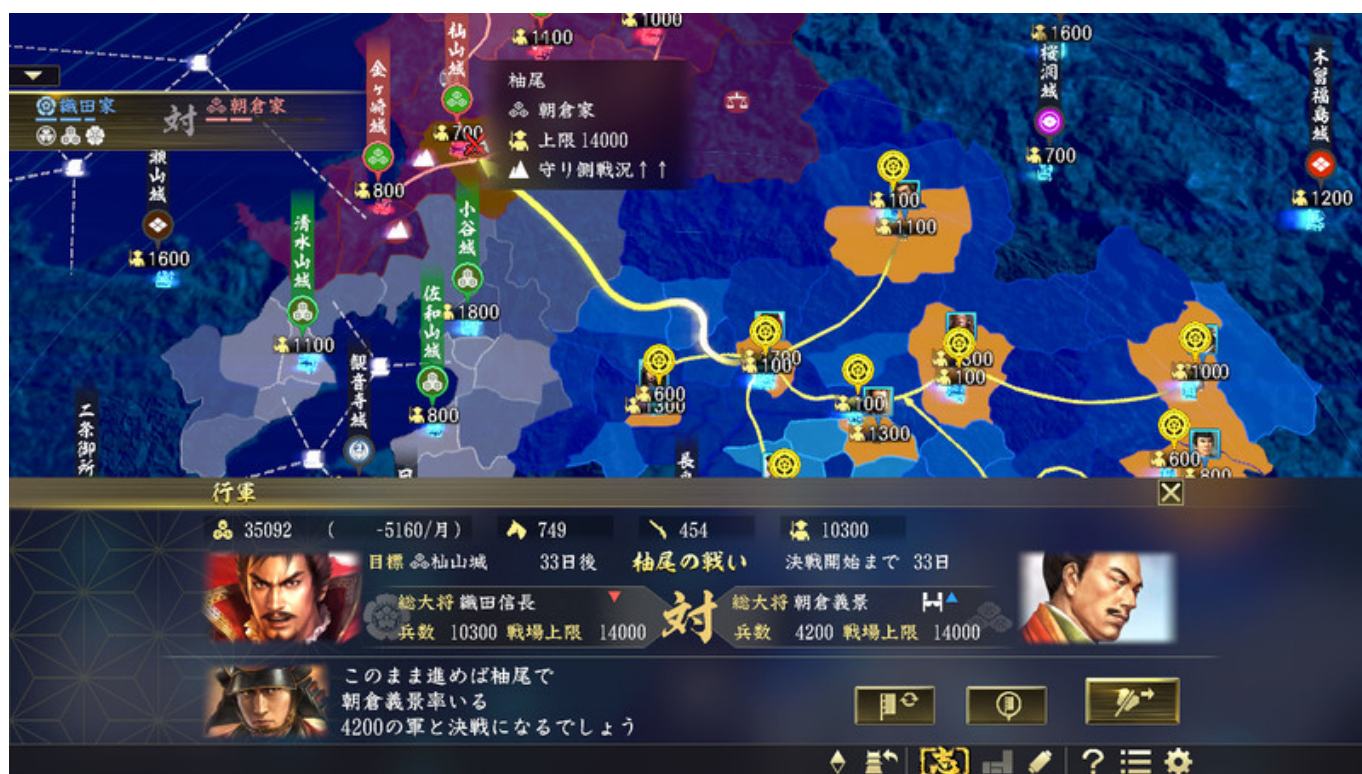 1000
1100
1600
杣山城
金ヶ崎城
桜洞城
木曽福島城
柚尾
朝倉家
上限 14000
守り側戦況↑↑
織田家
対
朝倉家
700
800
700
1200
1600
清水山城
小谷城
佐和山城
観音寺城
二条御所
1100
1800
800
100
1100
600
1300
100
100
1300
100
1000
600
800
行軍
35092 ( -5160/月)
749
454
10300
目標 杣山城 33日後
柚尾の戦い
決戦開始まで 33日
総大将 織田信長
兵数 10300 戦場上限 14000
対
総大将 朝倉義景
兵数 4200 戦場上限 14000
このまま進めば柚尾で
朝倉義景率いる
4200の軍と決戦になるでしょう
志
?